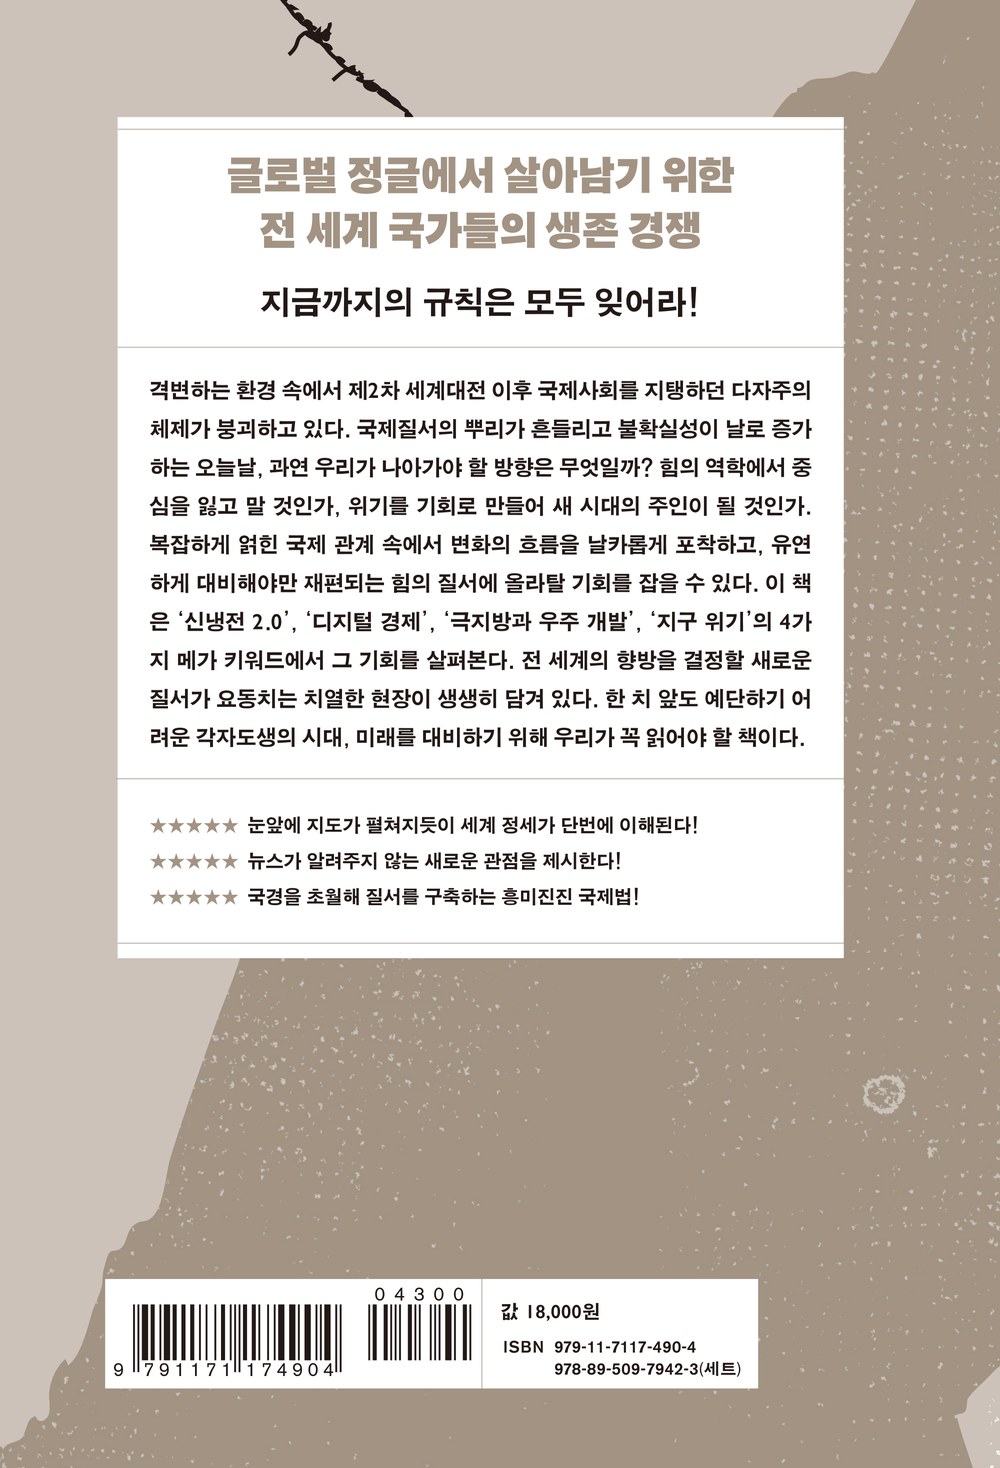 글로벌 정글에서 살아남기 위한
전 세계 국가들의 생존 경쟁
지금까지의 규칙은 모두 잊어라!
격변하는 환경 속에서 제2차 세계대전 이후 국제사회를 지탱하던 다자주의
체제가 붕괴하고 있다. 국제질서의 뿌리가 흔들리고 불확실성이 날로 증가
하는 오늘날, 과연 우리가 나아가야 할 방향은 무엇일까? 힘의 역학에서 중
심을 잃고 말 것인가, 위기를 기회로 만들어 새 시대의 주인이 될 것인가.
복잡하게 얽힌 국제 관계 속에서 변화의 흐름을 날카롭게 포착하고, 유연
하게 대비해야만 재편되는 힘의 질서에 올라탈 기회를 잡을 수 있다. 이 책
은 ‘신냉전 2.0’, ‘디지털 경제’, ‘극지방과 우주 개발’, ‘지구 위기’의 4가
지 메가 키워드에서 그 기회를 살펴본다. 전 세계의 향방을 결정할 새로운
질서가 요동치는 치열한 현장이 생생히 담겨 있다. 한 치 앞도 예단하기 어
려운 각자도생의 시대, 미래를 대비하기 위해 우리가 꼭 읽어야 할 책이다.
★★★★★ 눈앞에 지도가 펼쳐지듯이 세계 정세가 단번에 이해된다!
★★★★★ 뉴스가 알려주지 않는 새로운 관점을 제시한다!
★★★★★ 국경을 초월해 질서를 구축하는 흥미진진 국제법!
04300
9 791171 174904
값 18,000원
ISBN 979-11-7117-490-4
978-89-509-7942-3(세트)